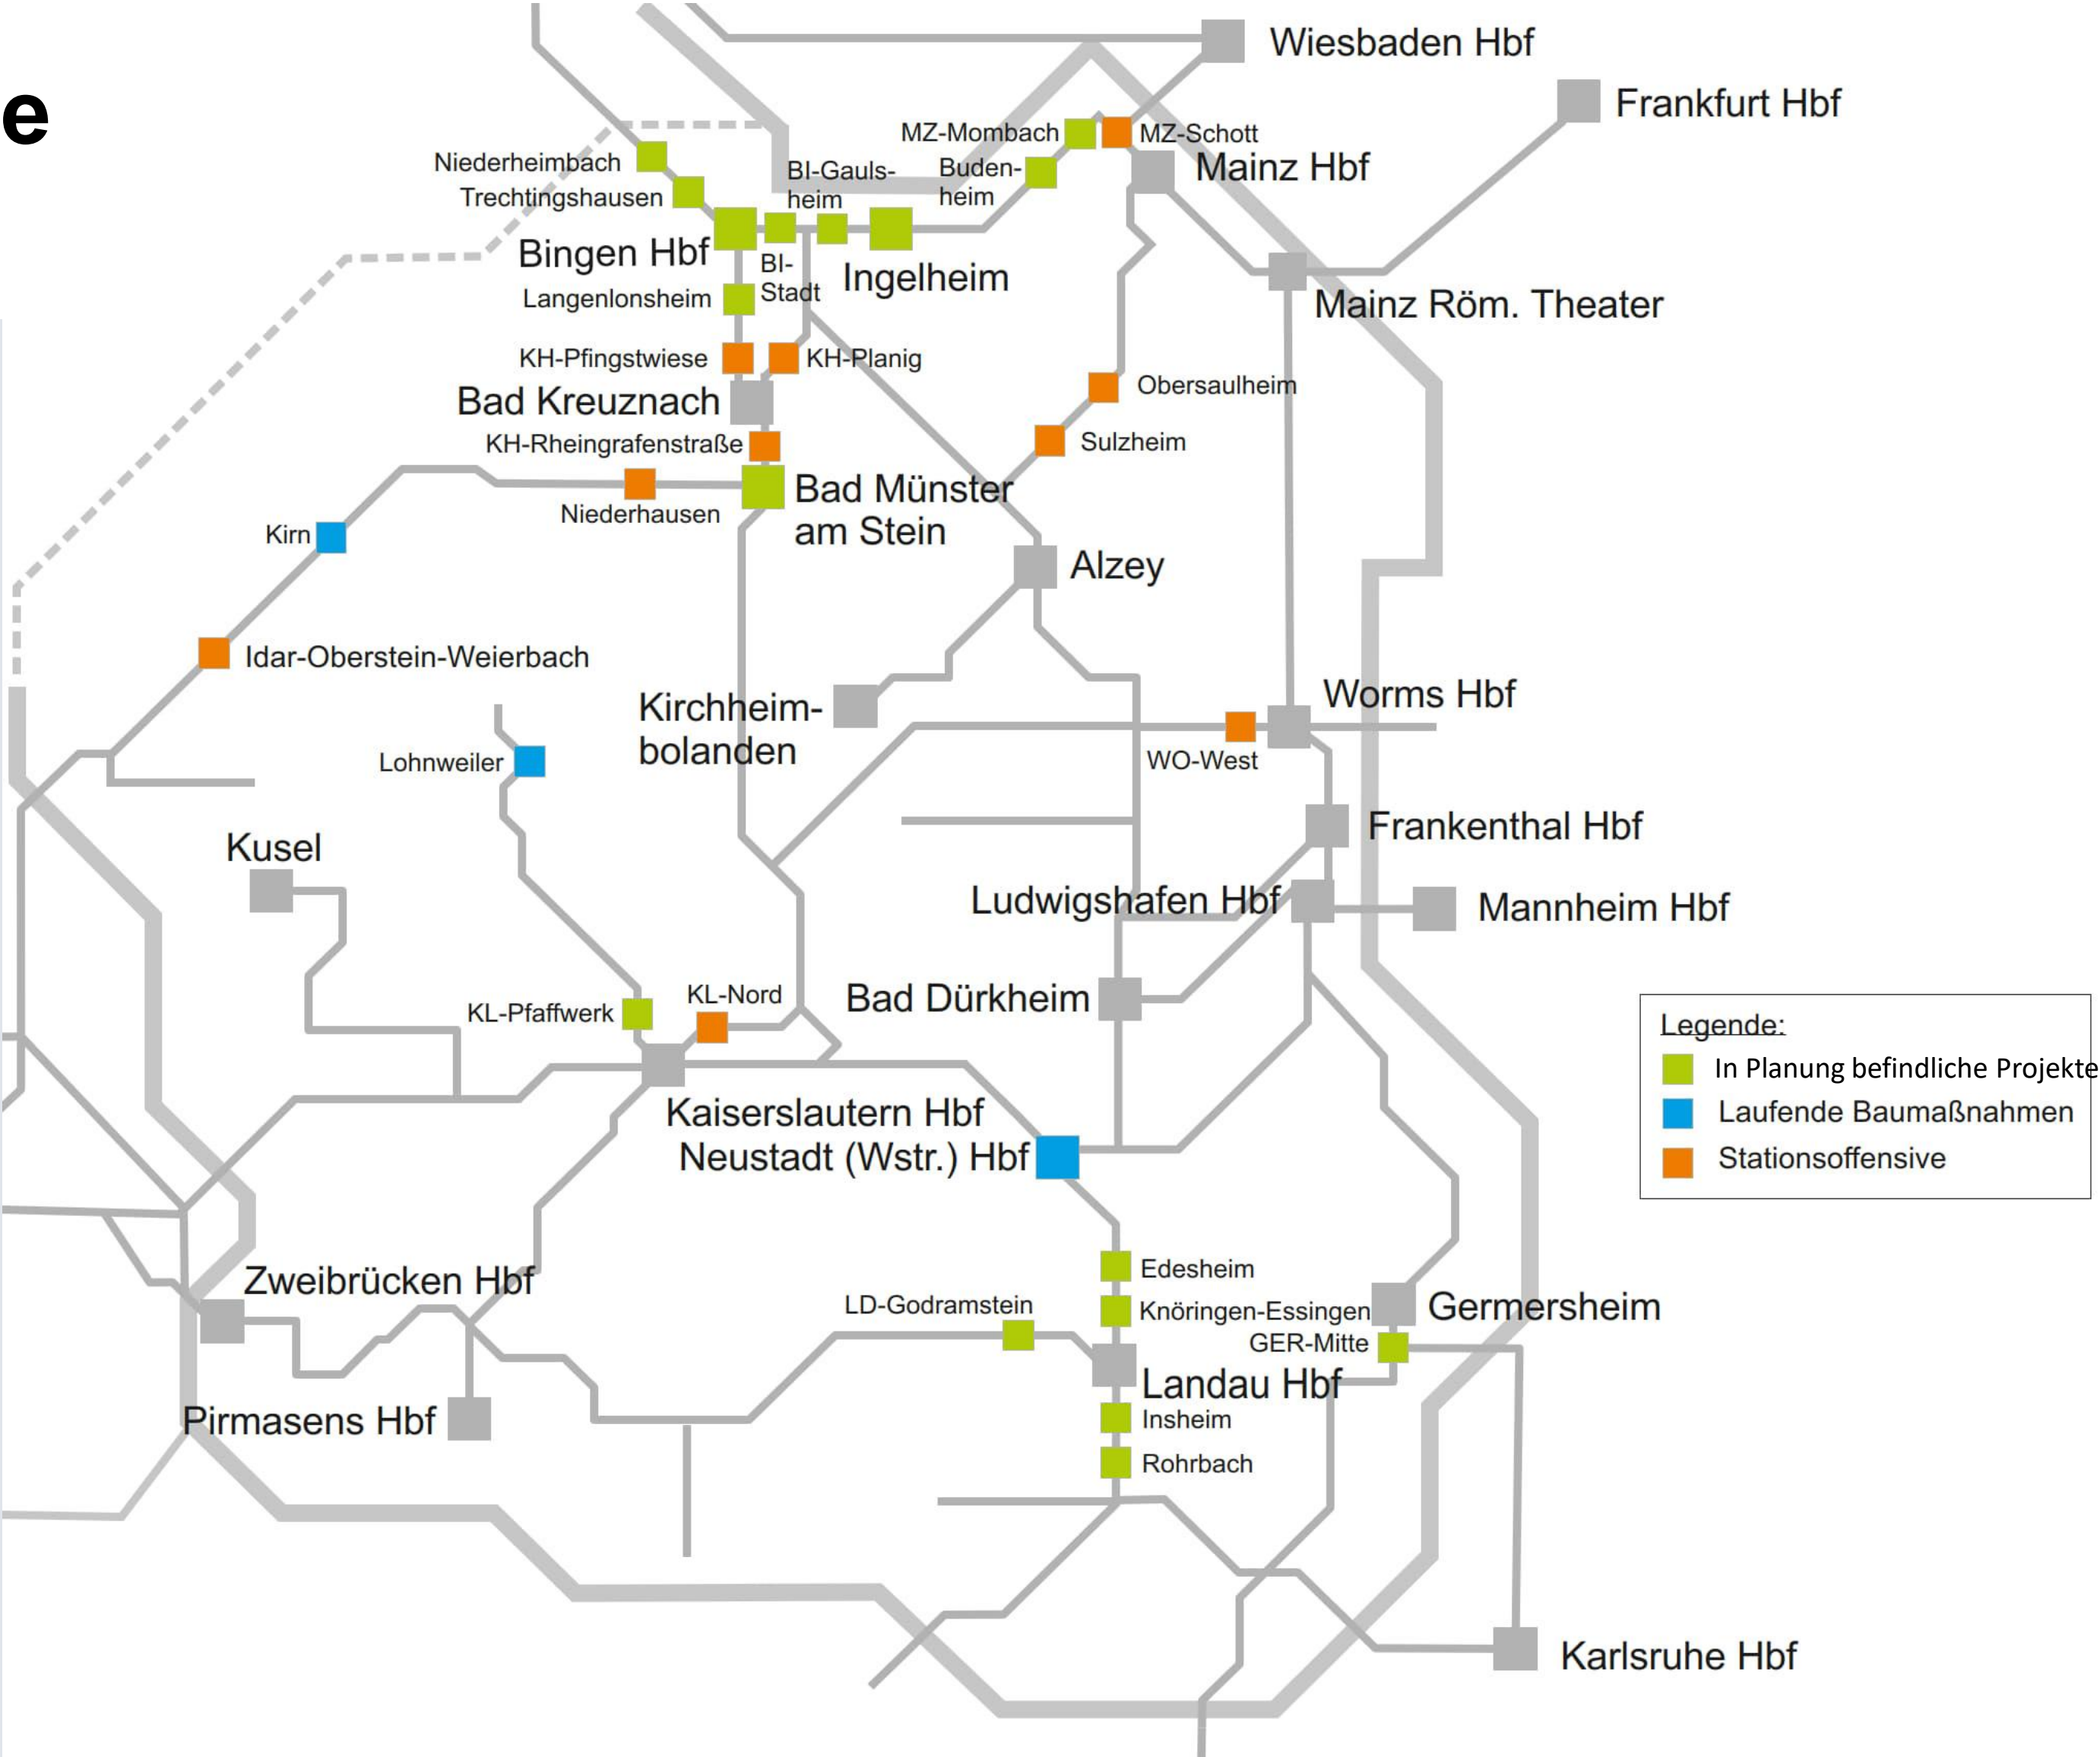 e
Wiesbaden Hbf
Frankfurt Hbf
MZ-Mombach
MZ-Schott
Niederheimbach
BI-Gauls-
heim
Buden-
heim
Mainz Hbf
Trechtingshausen
Bingen Hbf
BI-
Stadt
Ingelheim
Langenlonsheim
Mainz Röm. Theater
KH-Pfingstwiese
KH-Planig
Obersaulheim
Bad Kreuznach
KH-Rheingrafenstraße
Sulzheim
Bad Münster
am Stein
Niederhausen
Kirn
Alzey
Idar-Oberstein-Weierbach
Kirchheim-
bolanden
Worms Hbf
WO-West
Lohnweiler
Kusel
Frankenthal Hbf
Ludwigshafen Hbf
Mannheim Hbf
KL-Pfaffwerk
KL-Nord
Bad Dürkheim
Legende:
In Planung befindliche Projekte
Laufende Baumaßnahmen
Stationsoffensive
Kaiserslautern Hbf
Neustadt (Wstr.) Hbf
Zweibrücken Hbf
Edesheim
LD-Godramstein
Knöringen-Essingen
Germersheim
GER-Mitte
Landau Hbf
Pirmasens Hbf
Insheim
Rohrbach
Karlsruhe Hbf